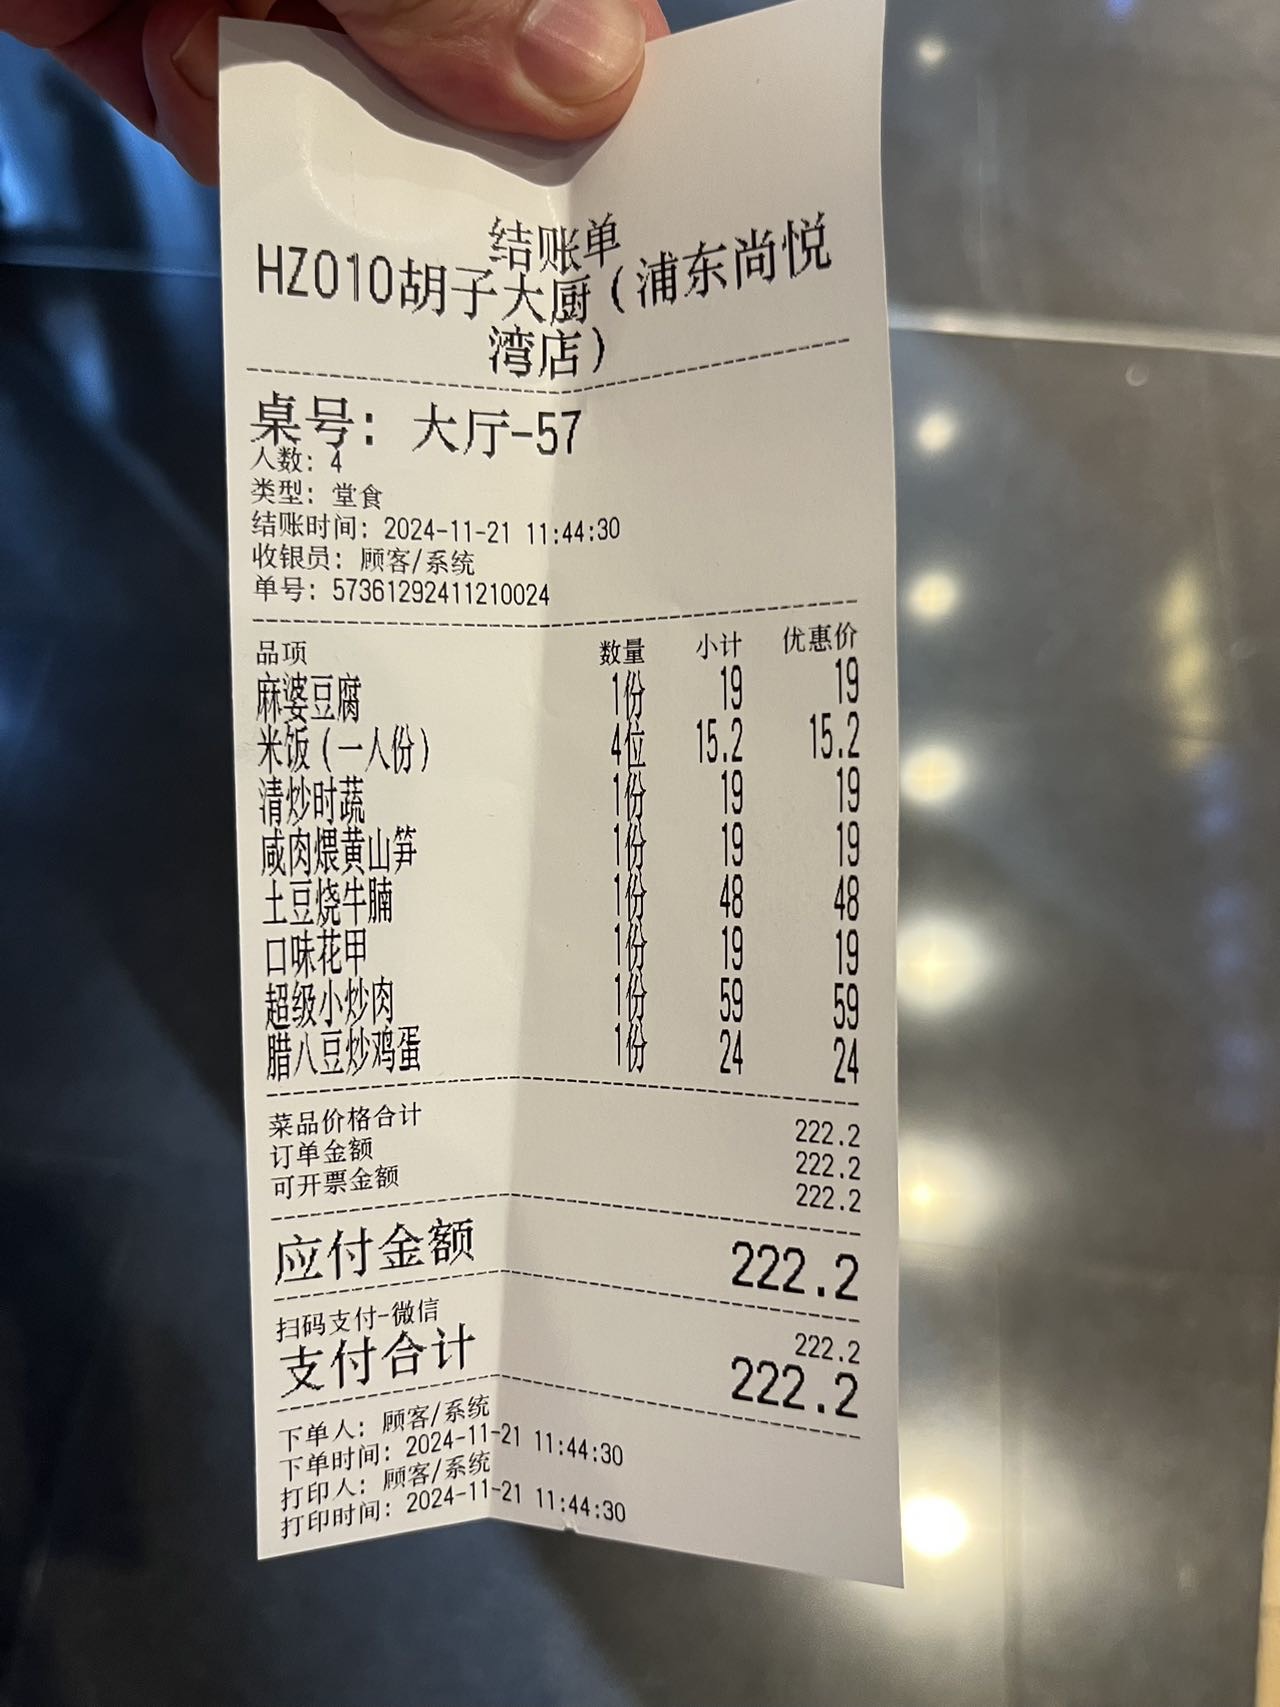 结账单
HZ010胡子大厨(浦东尚悦
湾店)
桌号: 大厅-57
人数: 4
类型: 堂食
结账时间: 2024-11-21 11:44:30
收银员: 顾客/系统
单号: 57361292411210024
品项 数量 小计 优惠价
麻婆豆腐 1份 19 19
米饭(一人份) 4位 15.2 15.2
清炒时蔬 1份 19 19
咸肉煨黄山笋 1份 19 19
土豆烧牛腩 1份 48 48
口味花甲 1份 19 19
超级小炒肉 1份 59 59
腊八豆炒鸡蛋 1份 24 24
菜品价格合计 222.2
订单金额 222.2
可开票金额 222.2
应付金额 222.2
扫码支付-微信 222.2
支付合计 222.2
下单人: 顾客/系统
下单时间: 2024-11-21 11:44:30
打印人: 顾客/系统
打印时间: 2024-11-21 11:44:30